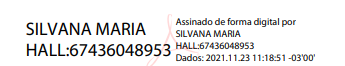 SILVANA MARIA
HALL:67436048953
Assinado de forma digital por
SILVANA MARIA
HALL:67436048953
Dados: 2021.11.23 11:18:51 -03'00'